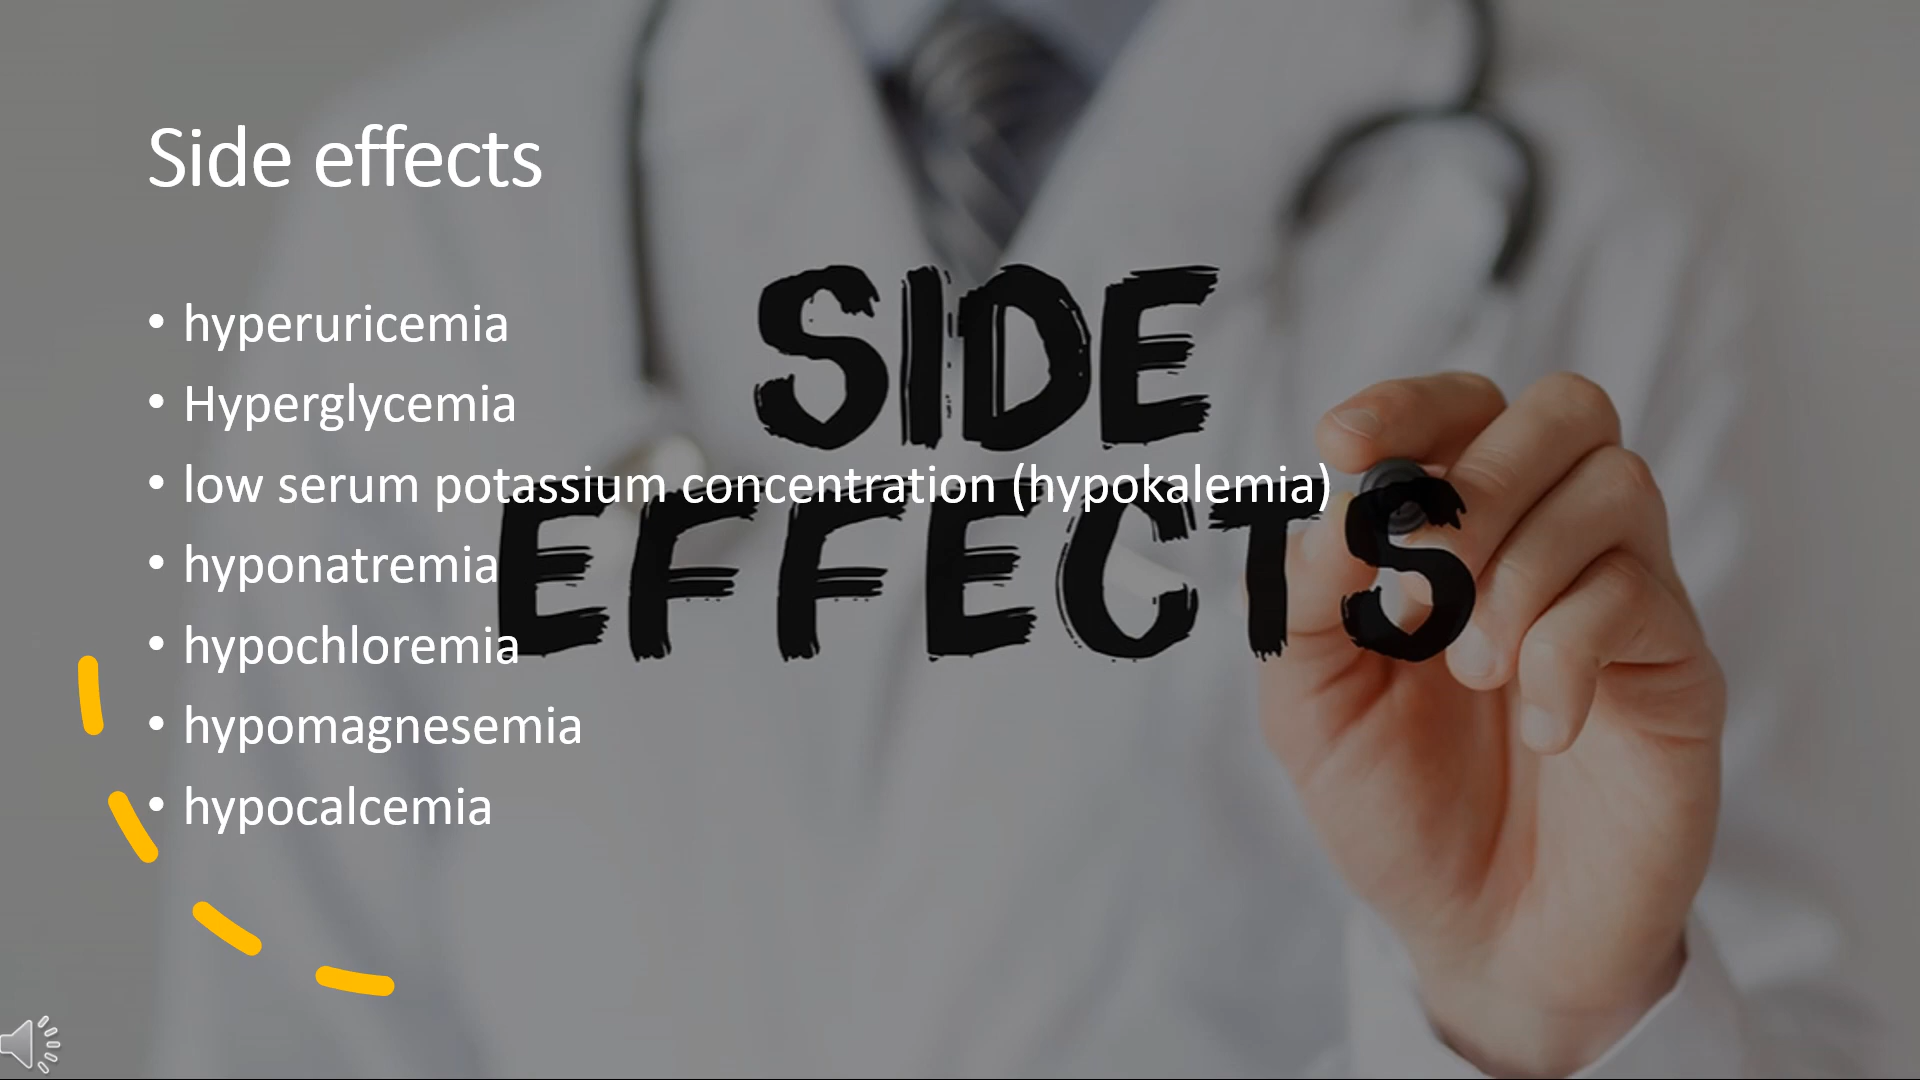 Side effects
• hyperuricemia
• Hyperglycemia
• low serum potassium concentration (hypokalemia)
• hyponatremia
• hypochloremia
• hypomagnesemia
• hypocalcemia
SIDE
EFFECTS